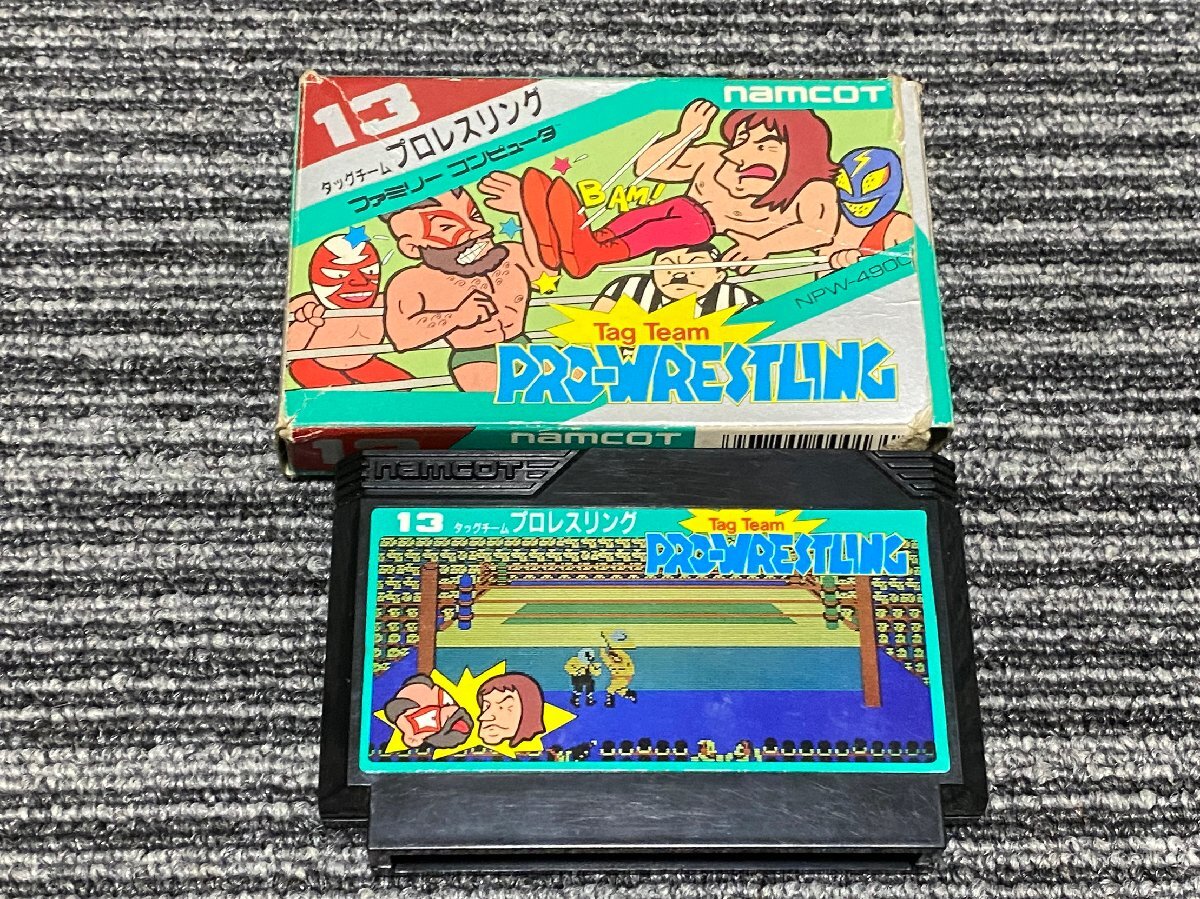 13
タッグチーム プロレスリング
ファミリー コンピュータ
namcoT
BAM!
NPW-4900
Tag Team
PRO-WRESTLING
13
namcoT
namcoT
13 タッグチーム プロレスリング
Tag Team
PRO-WRESTLING